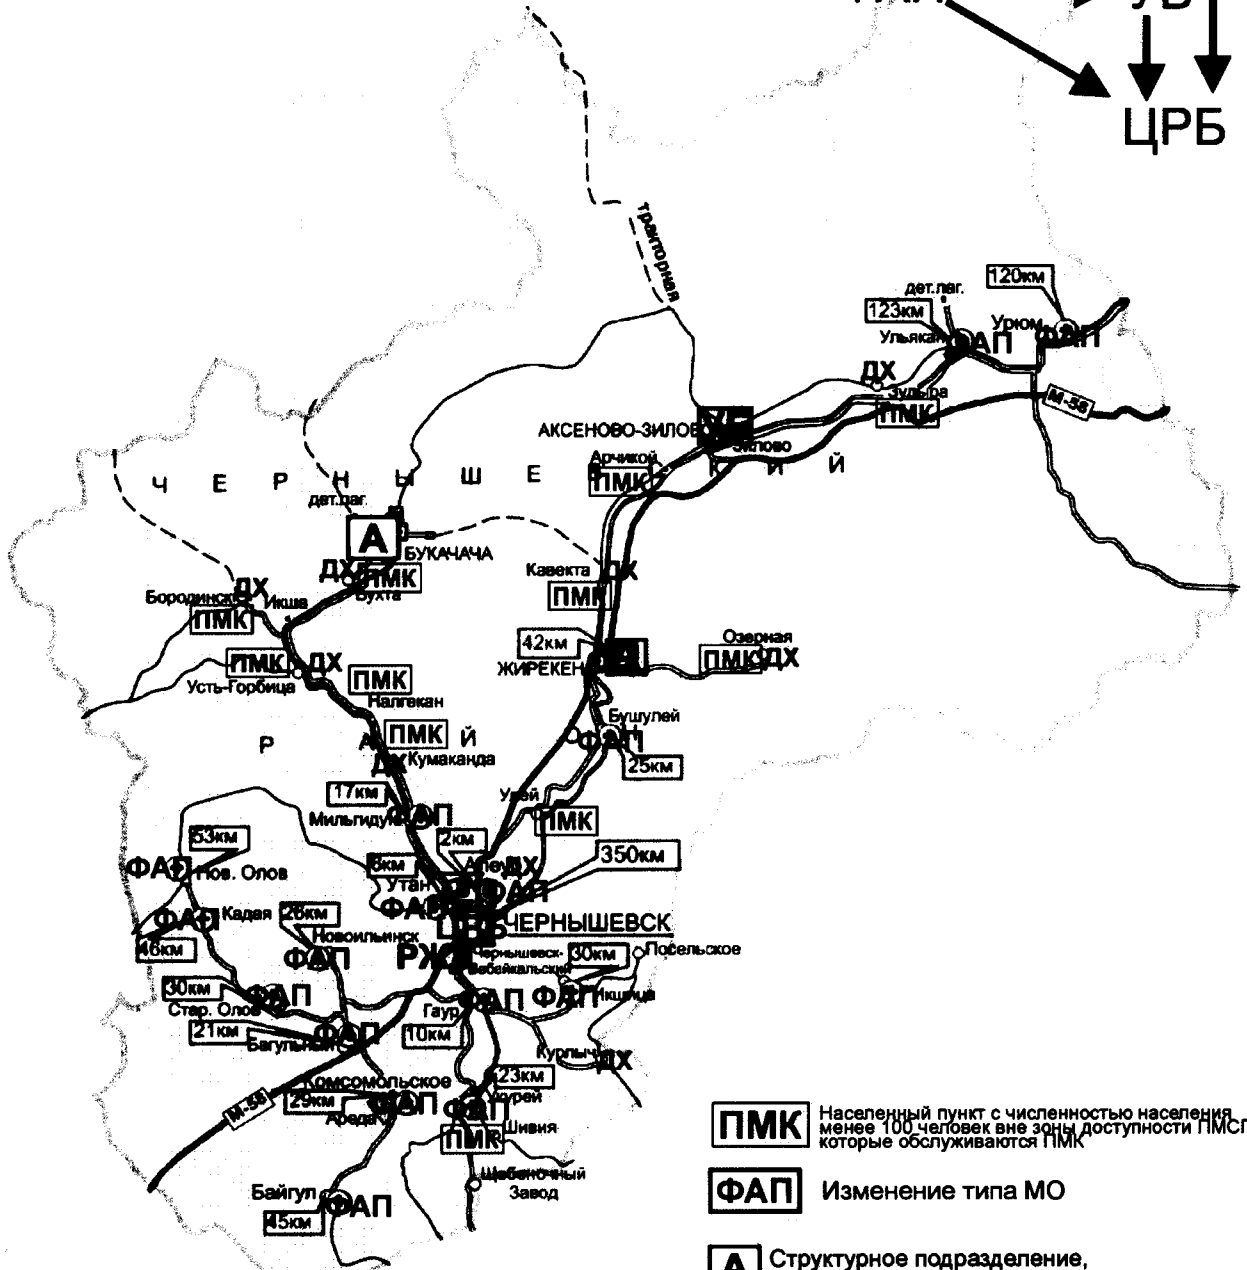 ЦРБ
тракторная
120км
дет.лаг.
123км
Урюм
ФАП
Ульякан
ФАП
ДХ
Зудыра
ПМК
М-58
АКСЕНОВО-ЗИЛОВ
Зилово
Арчикой
ПМК
Ч Е Р Н Ы Ш Е К И Й
дет.лаг.
А
БУКАЧАЧА
ДХ
ПМК
Бухта
Кавекта
ДХ
ПМК
ДХ
Бородинск
Икша
ПМК
42км
ЖИРЕКЕН
Озерная
ПМК
ДХ
ПМК
ДХ
Усть-Горбица
ПМК
Налгекан
Бушулей
ФАП
25км
Р А Й
ПМК
ДХ
Кумаканда
17км
Мильгидун
ФАП
Урей
ПМК
53км
2км
350км
ФАП
Нов. Олов
6км
ДХ
Утан
ФАП
ФАП
ФАП
Кадая
26км
ЧЕРНЫШЕВСК
46км
Новоильинск
ФАП
РЖД
Чернышевск-
Забайкальский
30км
Посельское
30км
ФАП
Стар. Олов
21км
ФАП
Багульный
Гаур
ФАП
10км
ФАП
Икшица
Курлыч
ДХ
Комсомольское
29км
ФАП
23км
ФАП
М-58
ПМК
Шивия
Щебеночный
Завод
Байгул
ФАП
45км
ПМК
Населенный пункт с численностью населения
менее 100 человек вне зоны доступности ПМСП
которые обслуживаются ПМК
ФАП
Изменение типа МО
А
Структурное подразделение,